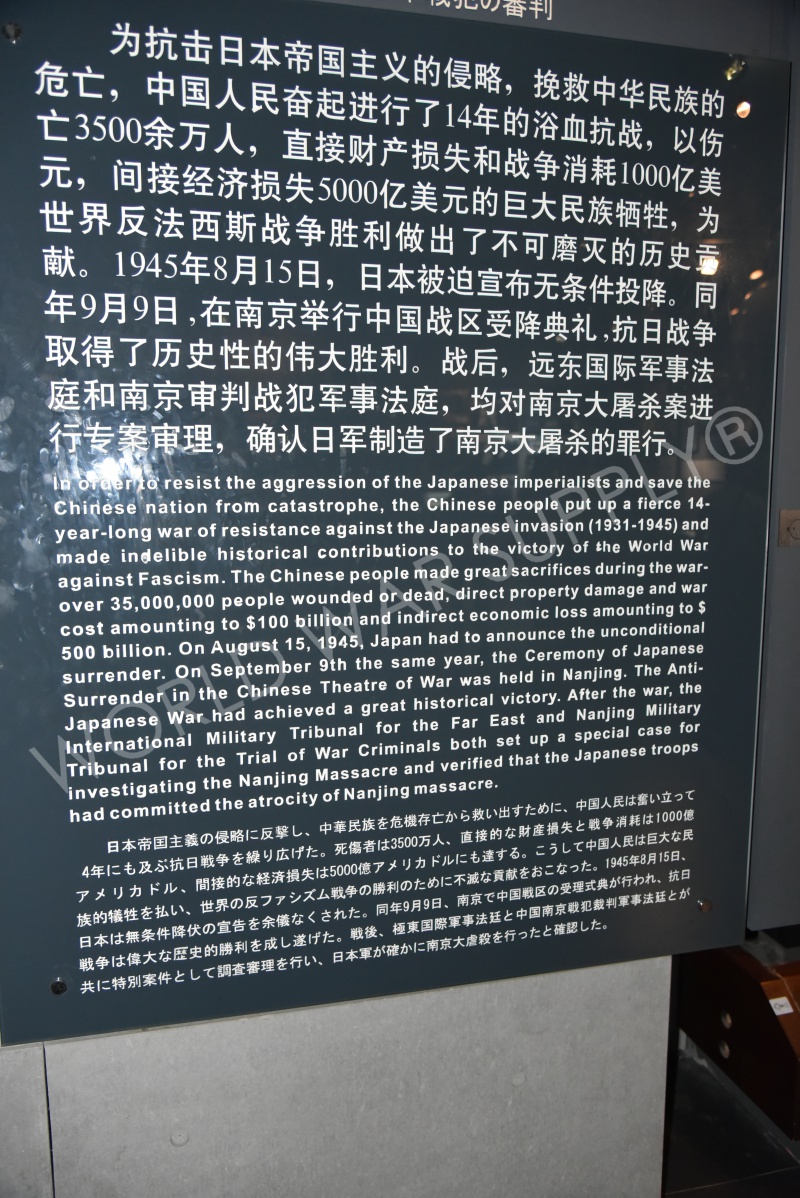 犯の審判
为抗击日本帝国主义的侵略，挽救中华民族的
危亡，中国人民奋起进行了14年的浴血抗战，以伤
亡3500余万人，直接财产损失和战争消耗1000亿美
元，间接经济损失5000亿美元的巨大民族牺牲，为
世界反法西斯战争胜利做出了不可磨灭的历史贡
献。1945年8月15日，日本被迫宣布无条件投降。同
年9月9日,在南京举行中国战区受降典礼,抗日战争
取得了历史性的伟大胜利。战后，远东国际军事法
庭和南京审判战犯军事法庭，均对南京大屠杀案进
行专案审理，确认日军制造了南京大屠杀的罪行。
In order to resist the aggression of the Japanese imperialists and save the
Chinese nation from catastrophe, the Chinese people put up a fierce 14-
year-long war of resistance against the Japanese invasion (1931-1945) and
made indelible historical contributions to the victory of the World War
against Fascism. The Chinese people made great sacrifices during the war-
over 35,000,000 people wounded or dead, direct property damage and war
cost amounting to $100 billion and indirect economic loss amounting to $
500 billion. On August 15, 1945, Japan had to announce the unconditional
surrender. On September 9th the same year, the Ceremony of Japanese
Surrender in the Chinese Theatre of War was held in Nanjing. The Anti-
Japanese War had achieved a great historical victory. After the war, the
International Military Tribunal for the Far East and Nanjing Military
Tribunal for the Trial of War Criminals both set up a special case for
investigating the Nanjing Massacre and verified that the Japanese troops
had committed the atrocity of Nanjing massacre.
日本帝国主義の侵略に反撃し、中華民族を危機存亡から救い出すために、中国人民は奮い立って
4年にも及ぶ抗日戦争を繰り広げた。死傷者は3500万人、直接的な財産損失と戦争消耗は1000億
アメリカドル、間接的な経済損失は5000億アメリカドルにも達する。こうして中国人民は巨大な民
族的犠牲を払い、世界の反ファシズム戦争の勝利のために不滅な貢献をおこなった。1945年8月15日、
日本は無条件降伏の宣告を余儀なくされた。同年9月9日、南京で中国戦区の受理式典が行われ、抗日
戦争は偉大な歴史的勝利を成し遂げた。戦後、極東国際軍事法廷と中国南京戦犯裁判軍事法廷とが
共に特別案件として調査審理を行い、日本軍が確かに南京大虐殺を行ったと確認した。
WORLD WAR SUPPLY®